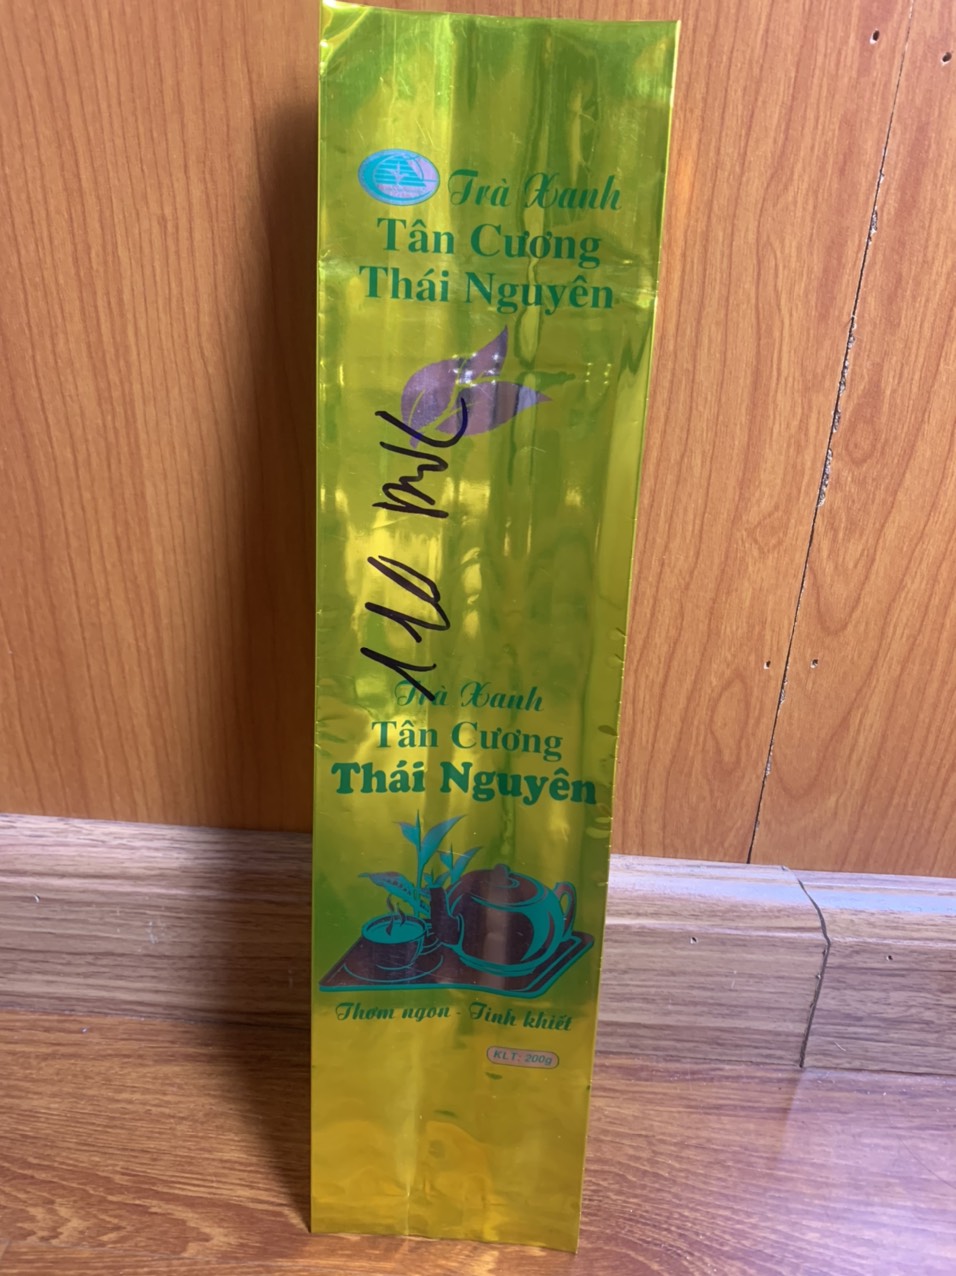 Trà Xanh
Tân Cương
Thái Nguyên
Trà Xanh
Tân Cương
Thái Nguyên
Thơm ngon - Tinh khiết
KLT: 200g